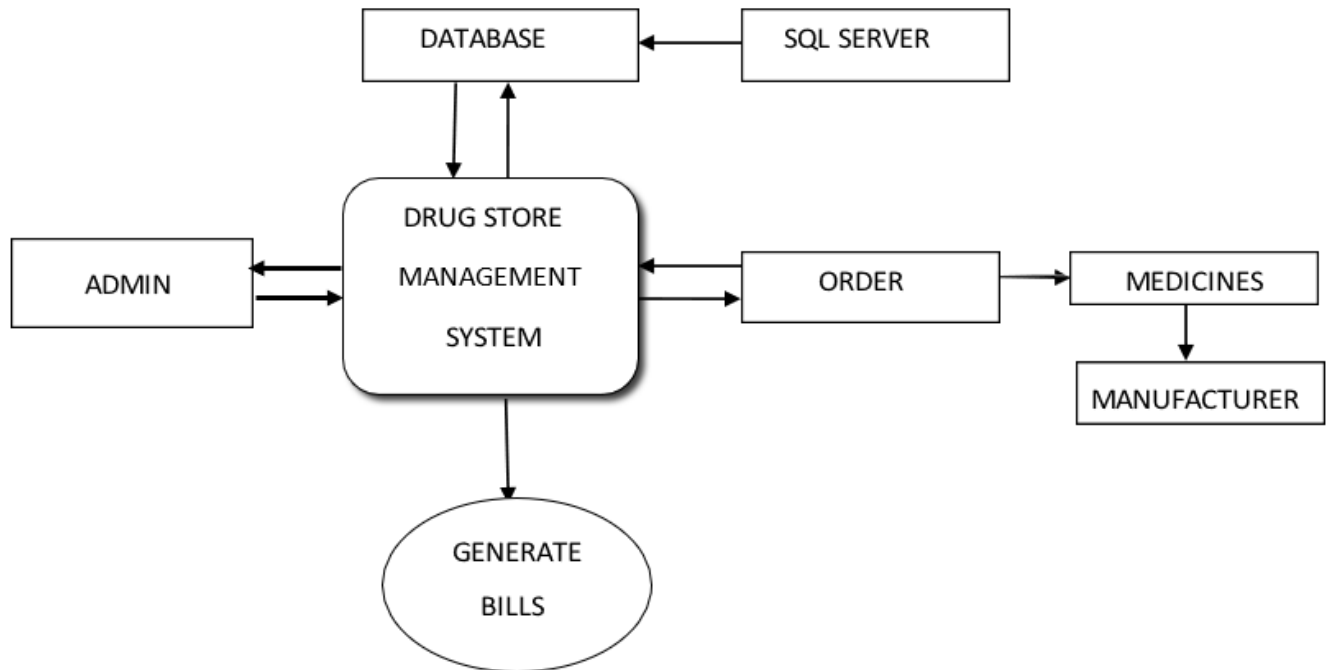 DATABASE
SQL SERVER
DRUG STORE
MANAGEMENT
SYSTEM
ADMIN
ORDER
MEDICINES
MANUFACTURER
GENERATE
BILLS